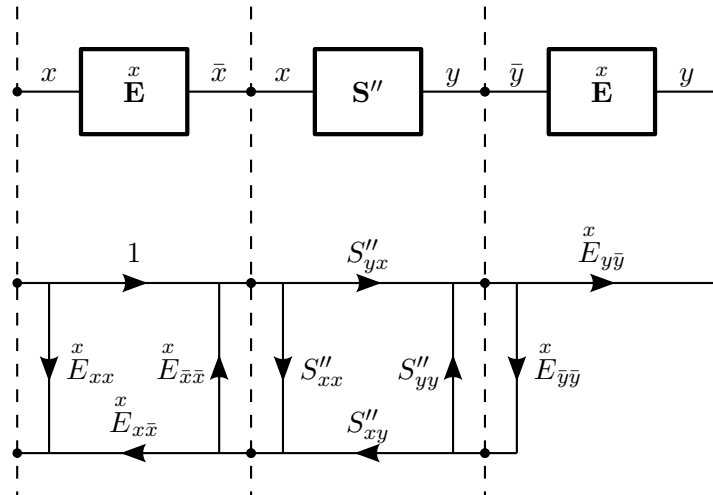 x x E x̄ x S″ y ȳ x E y
1 S″yx x Eyȳ
x Exx x Ex̄x̄ S″xx S″yy x Eȳȳ
x Exx̄ S″xy